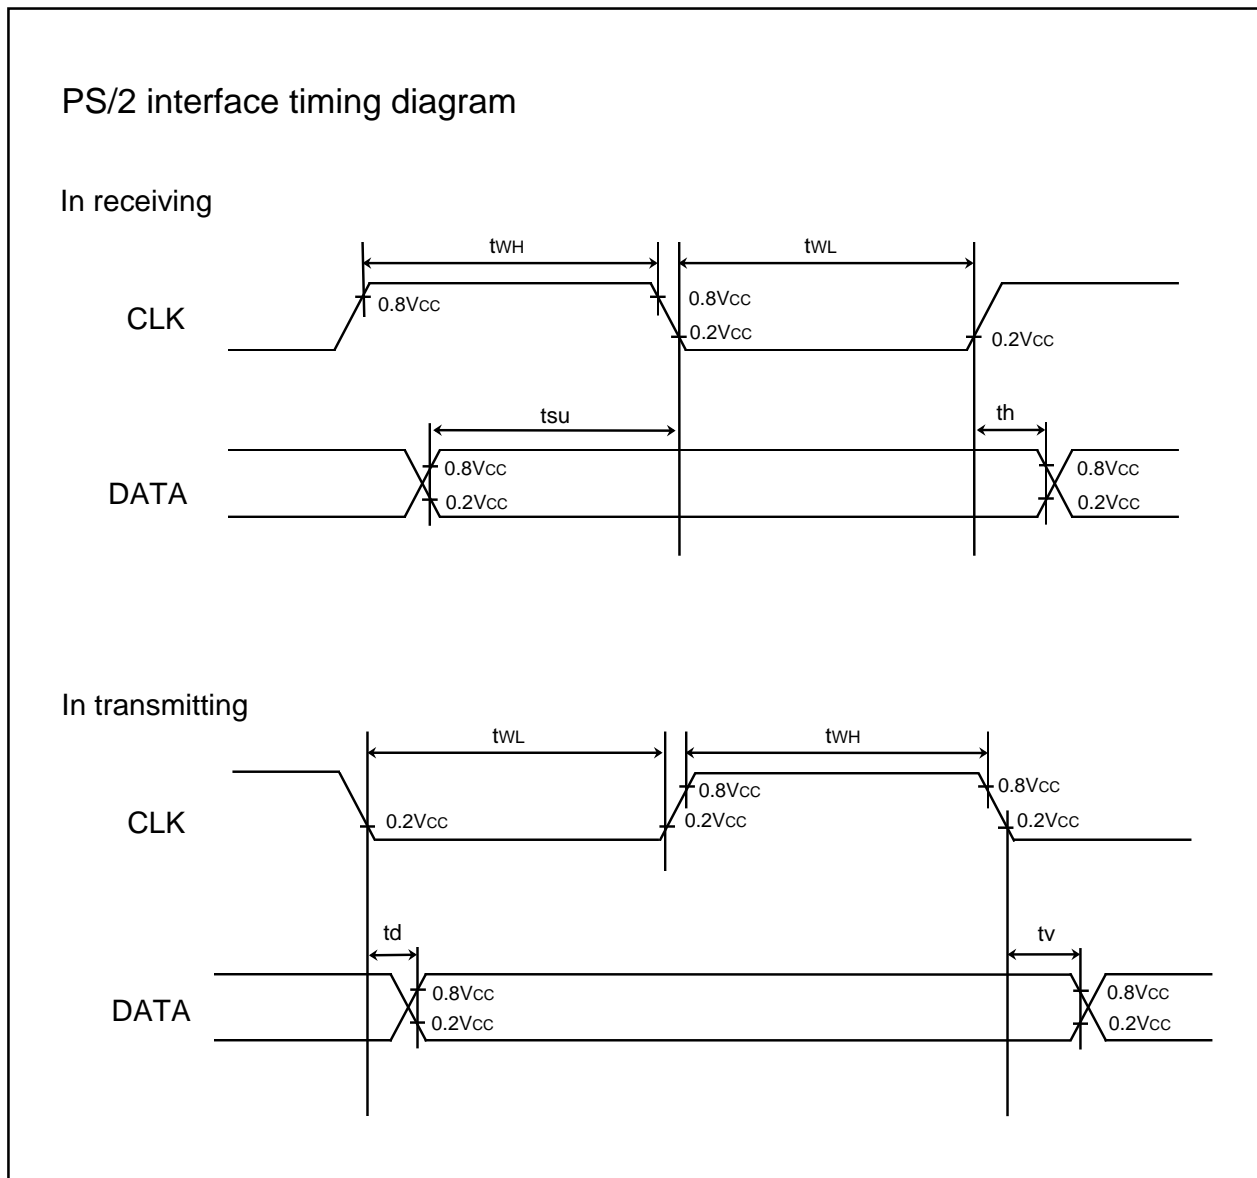 PS/2 interface timing diagram
In receiving
tWH
tWL
CLK
0.8VCC
0.8VCC
0.2VCC
0.2VCC
tsu
th
DATA
0.8VCC
0.2VCC
0.8VCC
0.2VCC
In transmitting
tWL
tWH
CLK
0.2VCC
0.8VCC
0.2VCC
0.8VCC
0.2VCC
td
tv
DATA
0.8VCC
0.2VCC
0.8VCC
0.2VCC